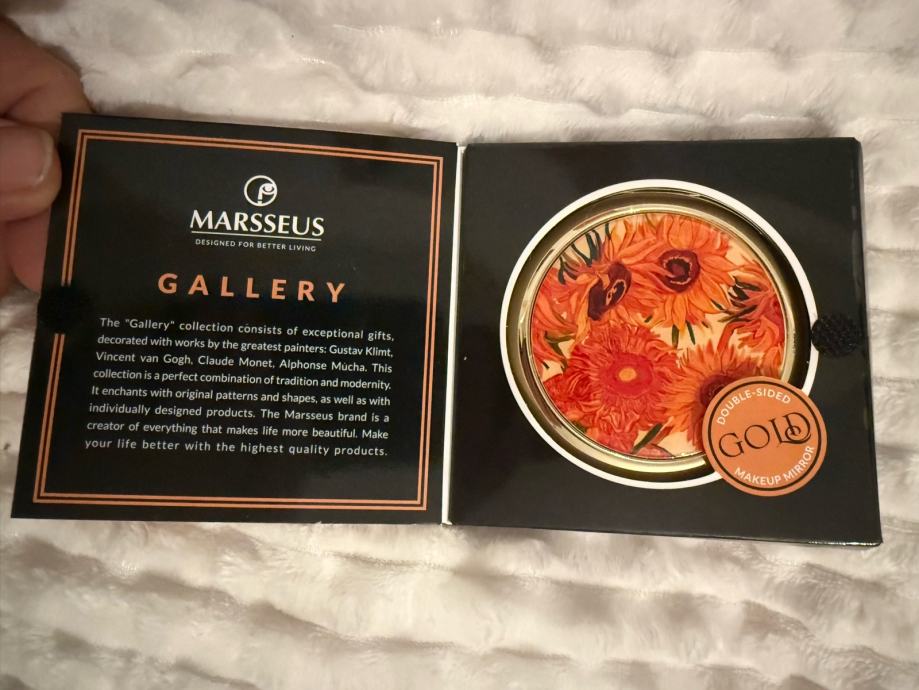 MARSSEUS
DESIGNED FOR BETTER LIVING
GALLERY
The "Gallery" collection consists of exceptional gifts,
decorated with works by the greatest painters: Gustav Klimt,
Vincent van Gogh, Claude Monet, Alphonse Mucha. This
collection is a perfect combination of tradition and modernity.
It enchants with original patterns and shapes, as well as with
individually designed products. The Marsseus brand is a
creator of everything that makes life more beautiful. Make
your life better with the highest quality products.
DOUBLE-SIDED
GOLD
MAKEUP MIRROR